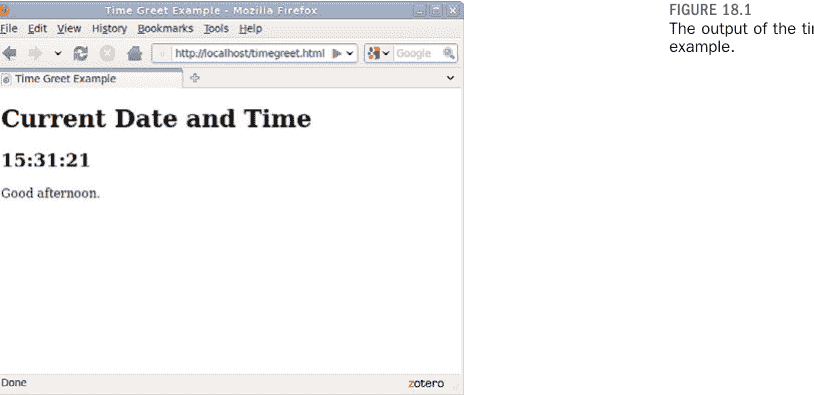 Time Greet Example - Mozilla Firefox
File Edit View History Bookmarks Tools Help
http://localhost/timegreet.html Google
Time Greet Example
Current Date and Time
15:31:21
Good afternoon.
Done zotero
FIGURE 18.1
The output of the
example.